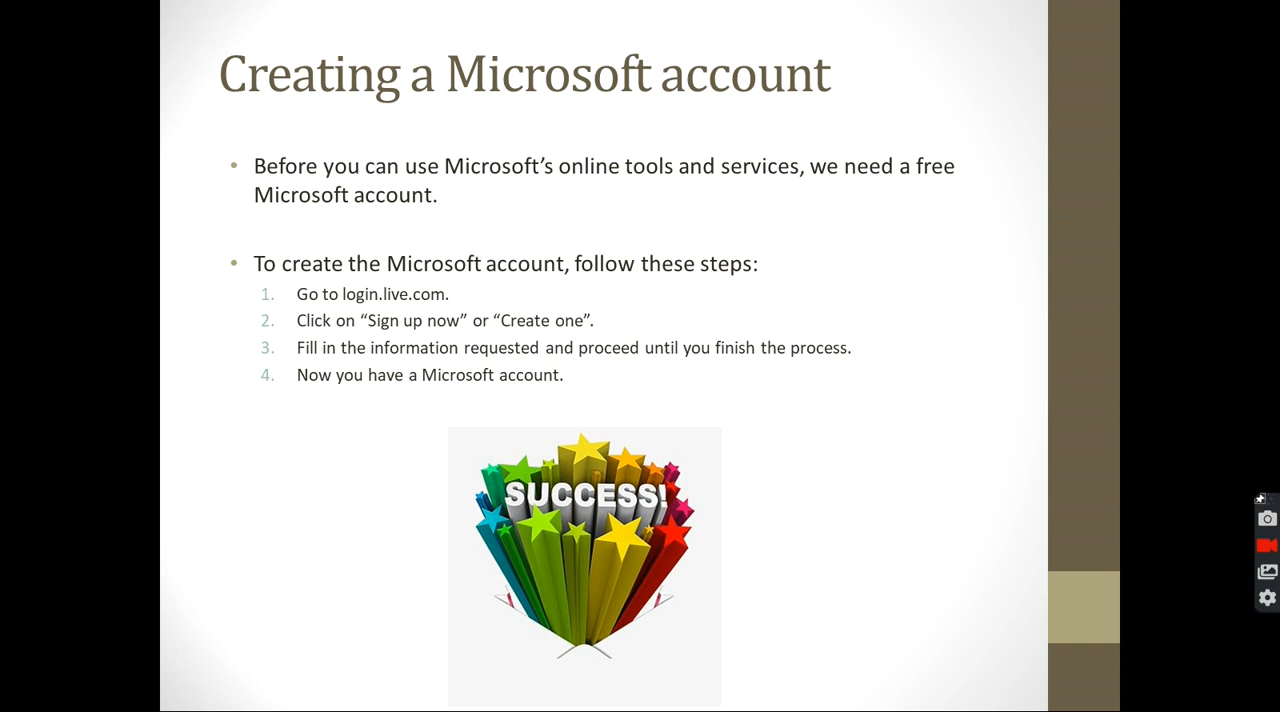 Creating a Microsoft account
• Before you can use Microsoft’s online tools and services, we need a free
Microsoft account.
• To create the Microsoft account, follow these steps:
1. Go to login.live.com.
2. Click on “Sign up now” or “Create one”.
3. Fill in the information requested and proceed until you finish the process.
4. Now you have a Microsoft account.
SUCCESS!